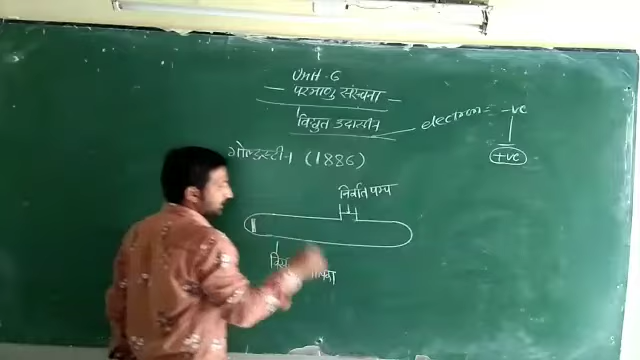 Unit - 6
परमाणु संरचना
विद्युत उदासीन
electron = -ve
+ve
गोल्डस्टीन (1886)
निर्वात पम्प